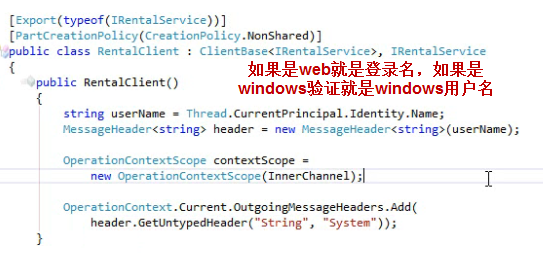 [Export(typeof(IRentalService))]
[PartCreationPolicy(CreationPolicy.NonShared)]
public class RentalClient : ClientBase<IRentalService>, IRentalService
{
如果是web就是登录名，如果是
windows验证就是windows用户名
public RentalClient()
{
string userName = Thread.CurrentPrincipal.Identity.Name;
MessageHeader<string> header = new MessageHeader<string>(userName);
OperationContextScope contextScope =
new OperationContextScope(InnerChannel);
OperationContext.Current.OutgoingMessageHeaders.Add(
header.GetUntypedHeader("String", "System"));
}